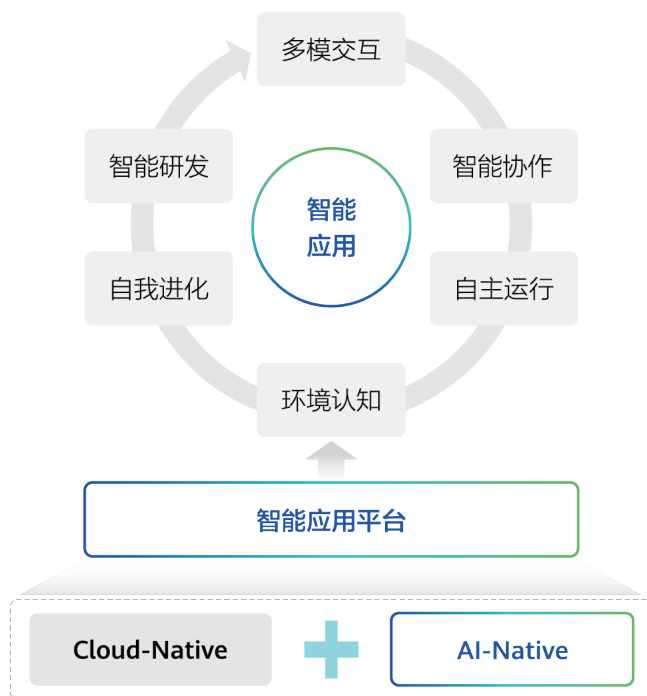 多模交互
智能研发
智能协作
智能
应用
自我进化
自主运行
环境认知
智能应用平台
Cloud-Native
AI-Native